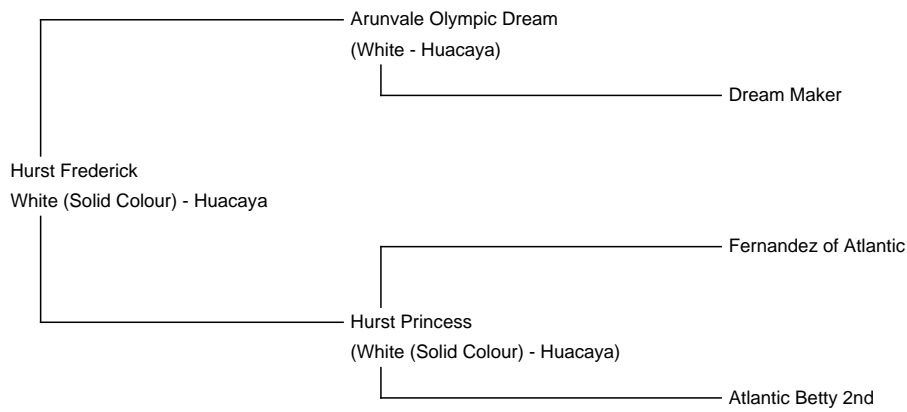 Arunvale Olympic Dream
(White - Huacaya)
Dream Maker
Hurst Frederick
White (Solid Colour) - Huacaya
Fernandez of Atlantic
Hurst Princess
(White (Solid Colour) - Huacaya)
Atlantic Betty 2nd